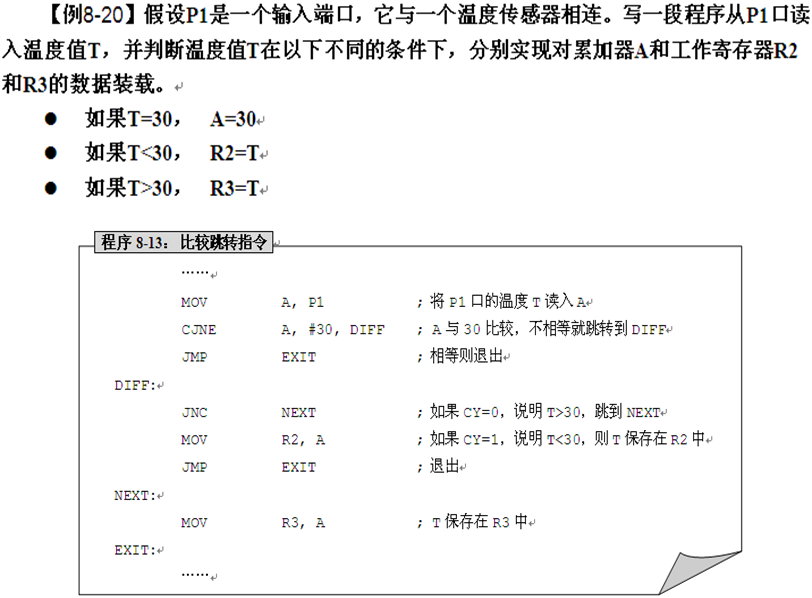 【例8-20】假设P1是一个输入端口，它与一个温度传感器相连。写一段程序从P1口读
入温度值T，并判断温度值T在以下不同的条件下，分别实现对累加器A和工作寄存器R2
和R3的数据装载。↵
● 如果T=30， A=30↵
● 如果T<30， R2=T↵
● 如果T>30， R3=T↵
程序 8-13： 比较跳转指令↵
……↵
MOV A, P1 ；将 P1 口的温度 T 读入 A↵
CJNE A, #30, DIFF ；A 与 30 比较，不相等就跳转到 DIFF↵
JMP EXIT ；相等则退出↵
DIFF:↵
JNC NEXT ；如果 CY=0，说明 T>30，跳到 NEXT↵
MOV R2, A ；如果 CY=1，说明 T<30，则 T 保存在 R2 中↵
JMP EXIT ；退出↵
NEXT:↵
MOV R3, A ；T 保存在 R3 中↵
EXIT:↵
……↵